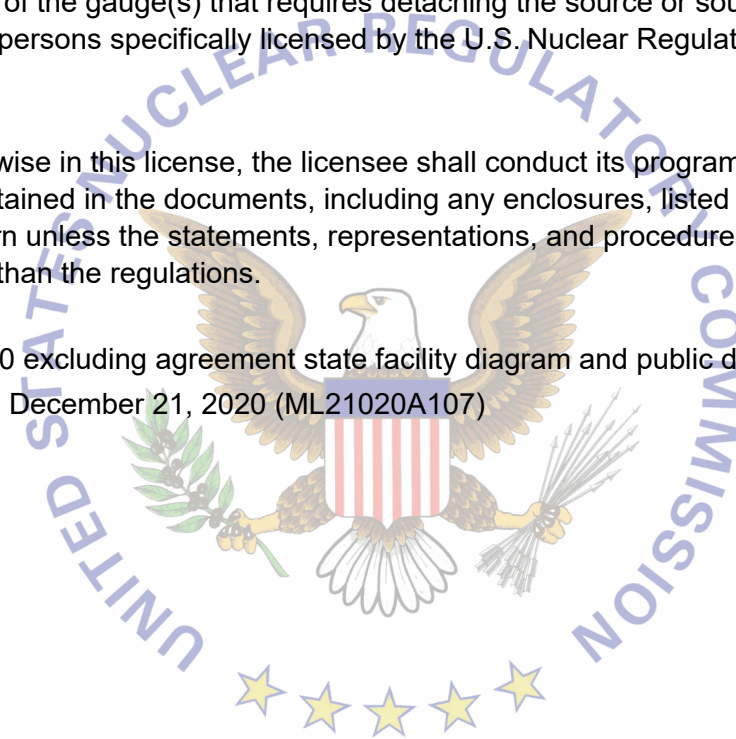 of the gauge(s) that requires detaching the source or sou
persons specifically licensed by the U.S. Nuclear Regulat
wise in this license, the licensee shall conduct its program
tained in the documents, including any enclosures, listed
rn unless the statements, representations, and procedure
than the regulations.
0 excluding agreement state facility diagram and public d
December 21, 2020 (ML21020A107)
UNITED STATES NUCLEAR REGULATORY COMMISSION